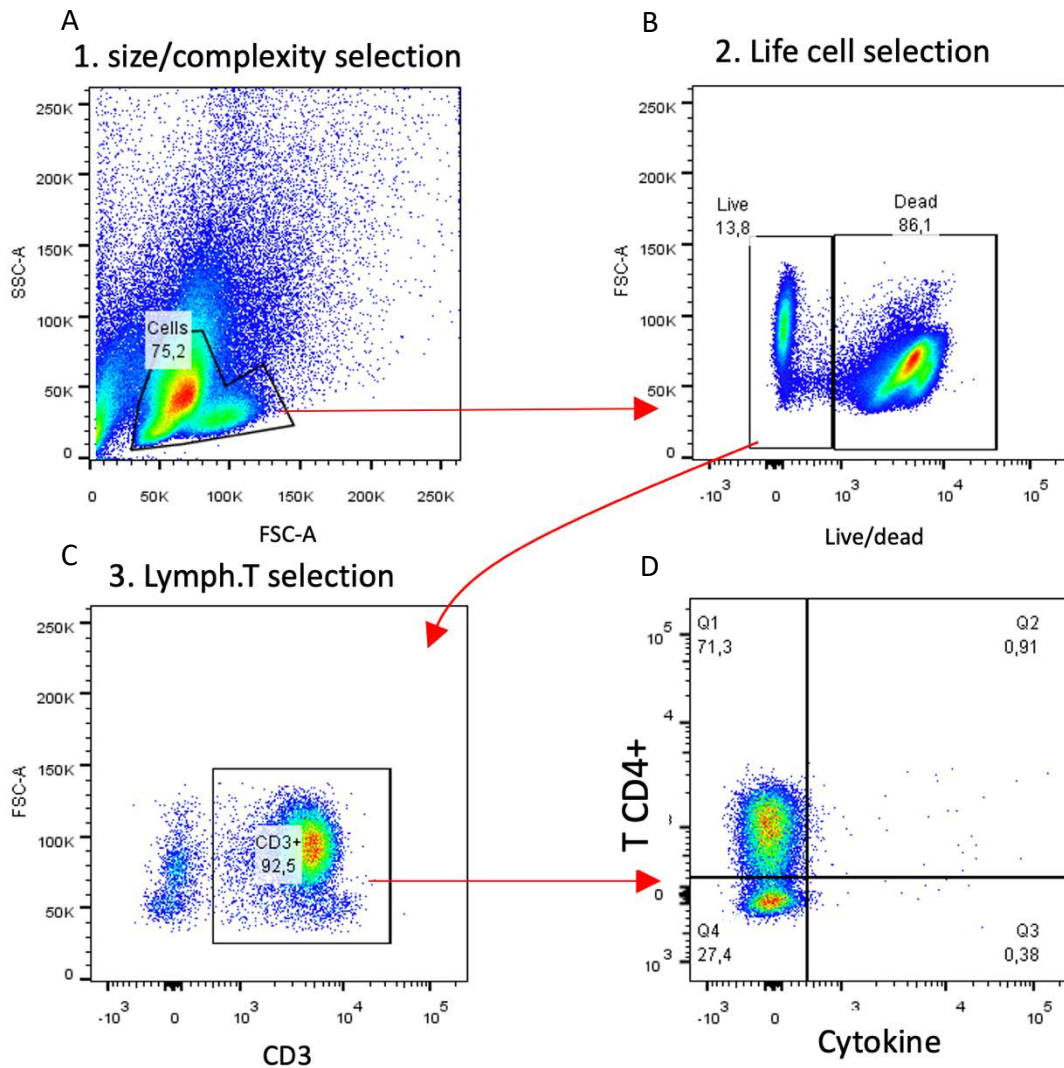 A
1. size/complexity selection
250K
200K
150K
100K
50K
0
SSC-A
Cells
75,2
0 50K 100K 150K 200K 250K
FSC-A
B
2. Life cell selection
250K
200K
150K
100K
50K
0
FSC-A
Live
13,8
Dead
86,1
-10³ 0 10³ 10⁴ 10⁵
Live/dead
C
3. Lymph.T selection
250K
200K
150K
100K
50K
0
FSC-A
CD3+
92,5
-10³ 0 10³ 10⁴ 10⁵
CD3
D
Q1
71,3
Q2
0,91
Q4
27,4
Q3
0,38
10⁵
4
0
10³
T CD4+
-10³ 0 3 4 10⁵
Cytokine